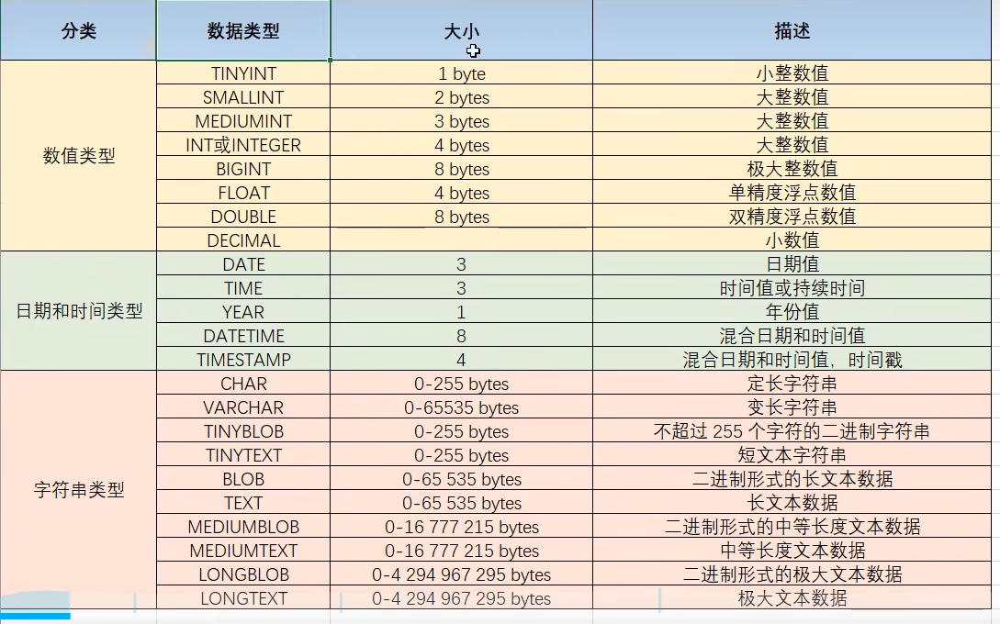 分类 数据类型 大小 描述
TINYINT 1 byte 小整数值
SMALLINT 2 bytes 大整数值
MEDIUMINT 3 bytes 大整数值
数值类型 INT或INTEGER 4 bytes 大整数值
BIGINT 8 bytes 极大整数值
FLOAT 4 bytes 单精度浮点数值
DOUBLE 8 bytes 双精度浮点数值
DECIMAL 小数值
DATE 3 日期值
TIME 3 时间值或持续时间
日期和时间类型 YEAR 1 年份值
DATETIME 8 混合日期和时间值
TIMESTAMP 4 混合日期和时间值，时间戳
CHAR 0-255 bytes 定长字符串
VARCHAR 0-65535 bytes 变长字符串
TINYBLOB 0-255 bytes 不超过 255 个字符的二进制字符串
TINYTEXT 0-255 bytes 短文本字符串
字符串类型 BLOB 0-65 535 bytes 二进制形式的长文本数据
TEXT 0-65 535 bytes 长文本数据
MEDIUMBLOB 0-16 777 215 bytes 二进制形式的中等长度文本数据
MEDIUMTEXT 0-16 777 215 bytes 中等长度文本数据
LONGBLOB 0-4 294 967 295 bytes 二进制形式的极大文本数据
LONGTEXT 0-4 294 967 295 bytes 极大文本数据